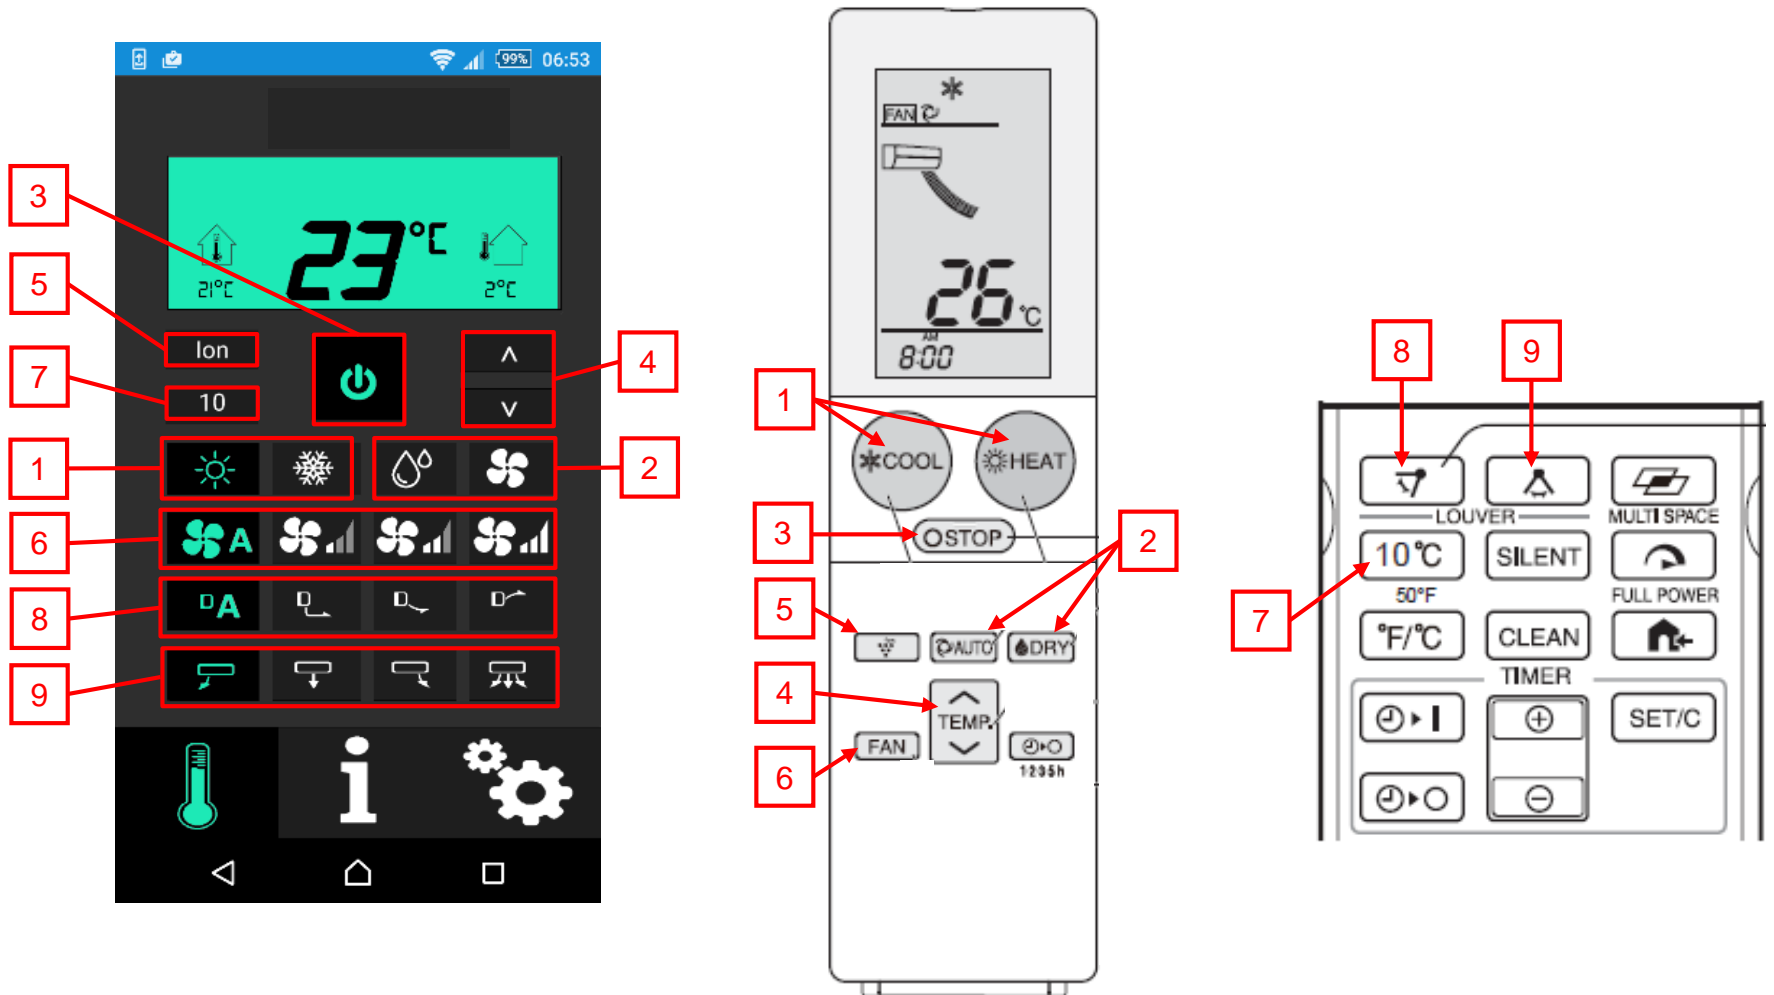 99% 06:53
3
23°C
21°C
2°C
5
Ion
7
10
4
1
2
6
A
8
A
9
FAN
26°C
AM
8:00
1
COOL
HEAT
3
STOP
2
5
AUTO
DRY
4
TEMP.
FAN
6
1235h
8
9
LOUVER
MULTI SPACE
10°C
SILENT
50°F
FULL POWER
7
°F/°C
CLEAN
TIMER
SET/C